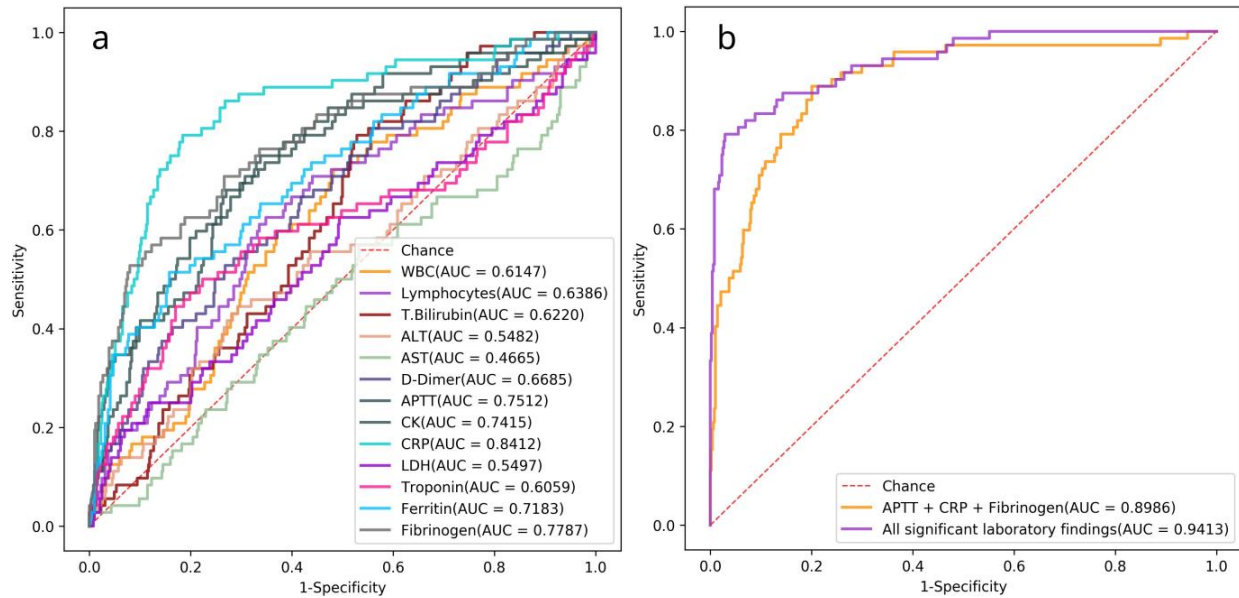 a
1.0
0.8
0.6
0.4
0.2
0.0
Sensitivity
Chance
WBC(AUC = 0.6147)
Lymphocytes(AUC = 0.6386)
T.Bilirubin(AUC = 0.6220)
ALT(AUC = 0.5482)
AST(AUC = 0.4665)
D-Dimer(AUC = 0.6685)
APTT(AUC = 0.7512)
CK(AUC = 0.7415)
CRP(AUC = 0.8412)
LDH(AUC = 0.5497)
Troponin(AUC = 0.6059)
Ferritin(AUC = 0.7183)
Fibrinogen(AUC = 0.7787)
0.0 0.2 0.4 0.6 0.8 1.0
1-Specificity
b
1.0
0.8
0.6
0.4
0.2
0.0
Sensitivity
Chance
APTT + CRP + Fibrinogen(AUC = 0.8986)
All significant laboratory findings(AUC = 0.9413)
0.0 0.2 0.4 0.6 0.8 1.0
1-Specificity